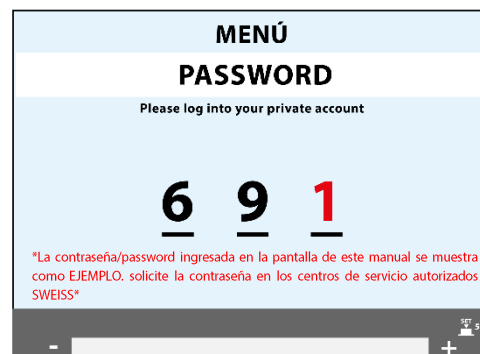 MENÚ
PASSWORD
Please log into your private account
6 9 1
*La contraseña/password ingresada en la pantalla de este manual se muestra
como EJEMPLO. solicite la contraseña en los centros de servicio autorizados
SWEISS*
SET
5
- +